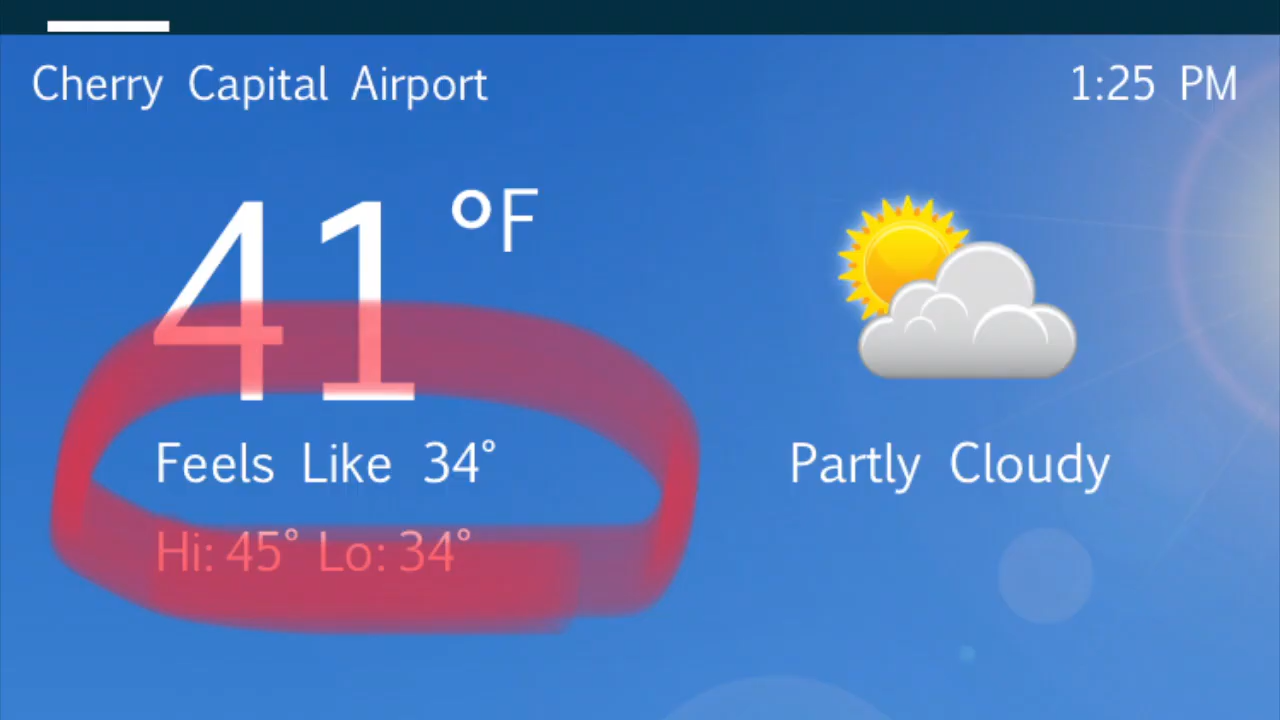 Cherry Capital Airport
1:25 PM
41 °F
Feels Like 34°
Partly Cloudy
Hi: 45° Lo: 34°